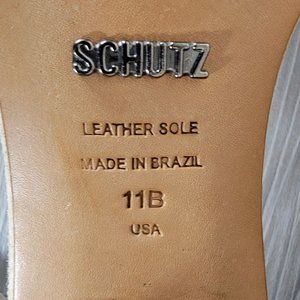 SCHUTZ
LEATHER SOLE
MADE IN BRAZIL
11B
USA